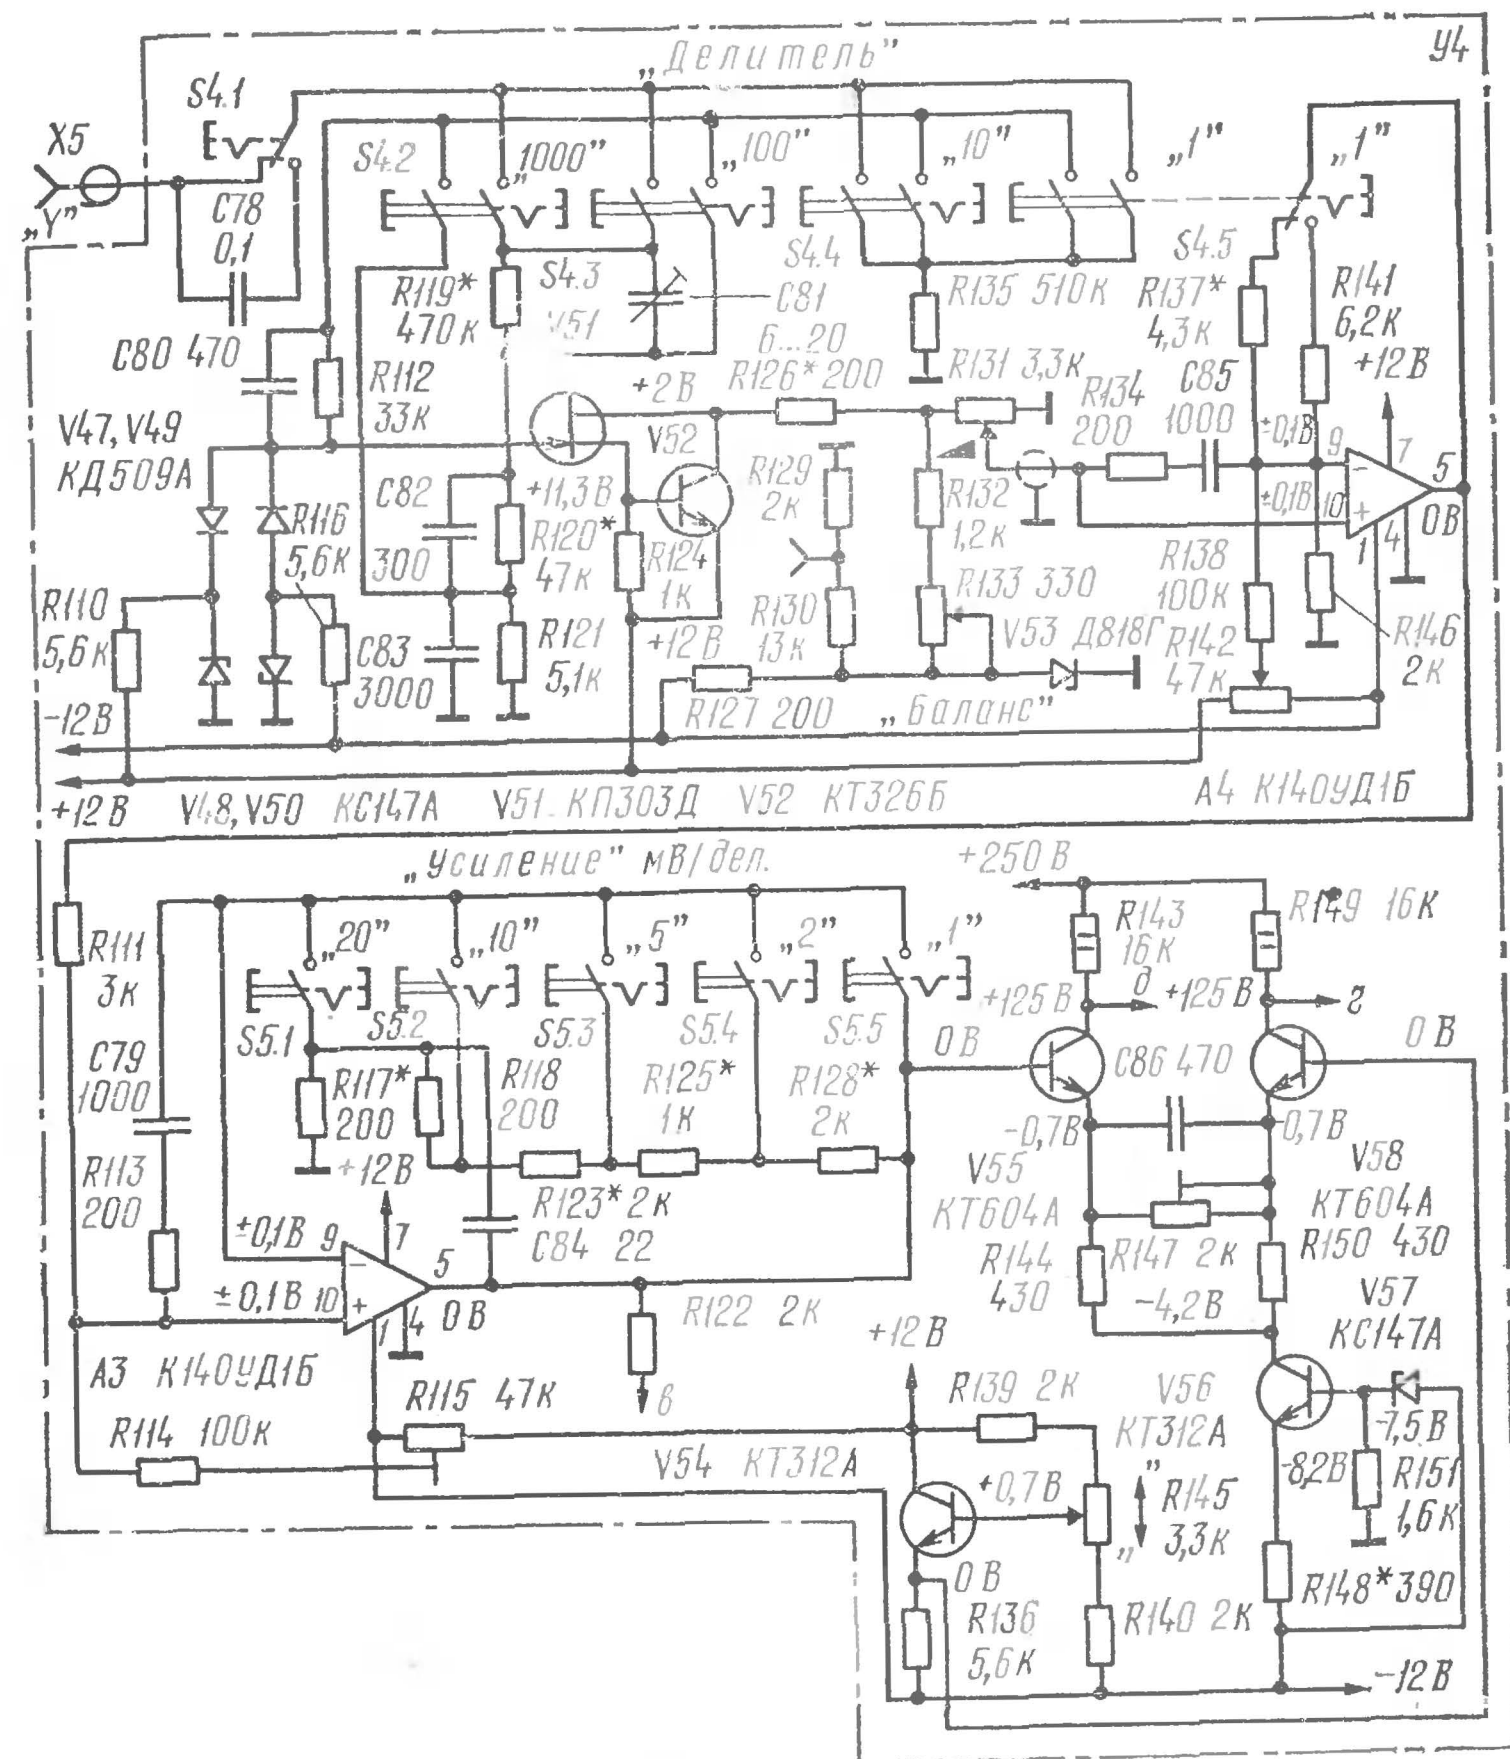 „Делитель”
У4
S4.1
X5
„Y”
C78
0,1
S4.2
„1000”
„100”
„10”
„1”
„1”
S4.3
S4.4
S4.5
R119*
470к
V51
C81
6...20
R135 510к
R137*
4,3к
R141
6,2к
+12В
C80 470
R112
33к
+2В
R126* 200
R131 3,3к
R134
200
C85
1000
±0,1В
9
7
5
V47, V49
КД509А
V52
C82
300
+11,3В
R120*
47к
R124
1к
R129
2к
R132
1,2к
±0,1В
10
1
4
0В
R116
5,6к
R110
5,6к
C83
3000
R121
5,1к
+12В
R130
13к
R133 330
V53 Д818Г
R138
100к
R142
47к
R146
2к
-12В
R127 200
„Баланс”
+12В
V48, V50 КС147А
V51 КП303Д
V52 КТ326Б
А4 К140УД1Б
„Усиление” мВ/дел.
+250В
R111
3к
„20”
„10”
„5”
„2”
„1”
R143
16к
R149 16к
S5.1
S5.2
S5.3
S5.4
S5.5
+125В
д
+125В
г
C79
1000
R117*
200
R118
200
R125*
1к
R128*
2к
0В
C86 470
0В
-0,7В
-0,7В
R113
200
+12В
R123* 2к
C84 22
V55
КТ604А
V58
КТ604А
±0,1В
9
7
5
R144
430
R147 2к
R150 430
±0,1В
10
1
4
0В
R122 2к
-4,2В
V57
КС147А
+12В
А3 К140УД1Б
R115 47к
в
R139 2к
V56
КТ312А
-7,5В
R114 100к
V54 КТ312А
+0,7В
„ ”
R145
3,3к
-8,2В
R151
1,6к
0В
R136
5,6к
R140 2к
R148* 390
-12В